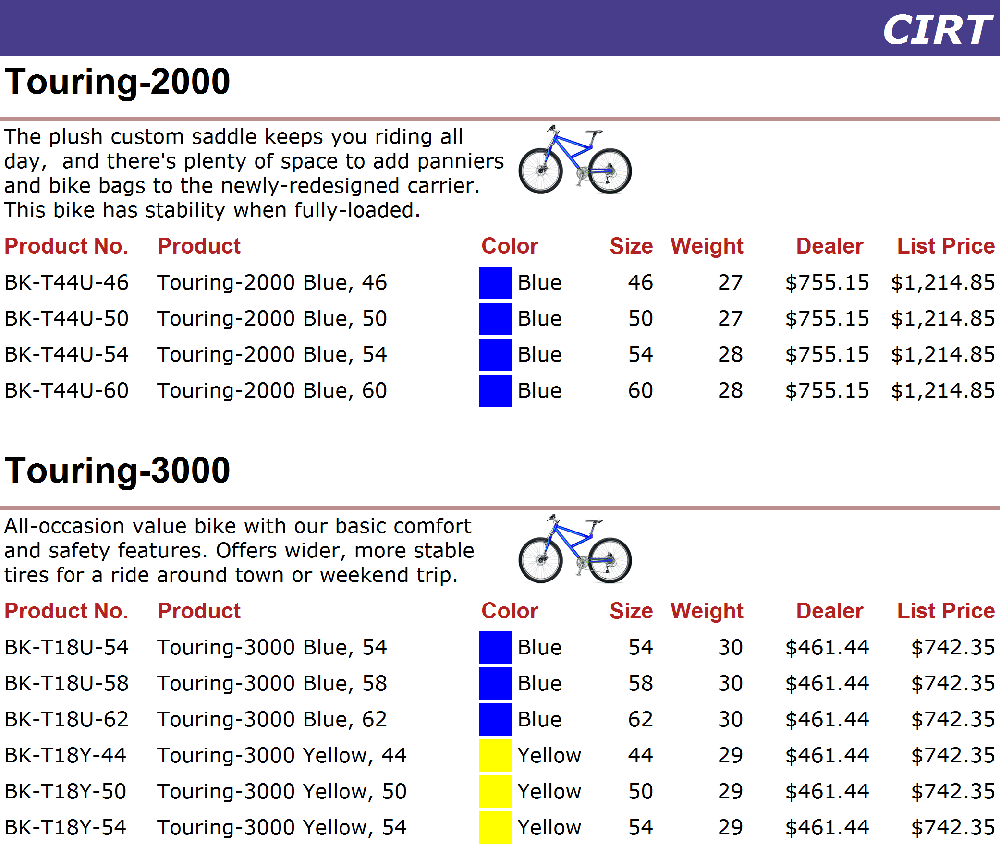 CIRT
Touring-2000
The plush custom saddle keeps you riding all
day,  and there's plenty of space to add panniers
and bike bags to the newly-redesigned carrier.
This bike has stability when fully-loaded.
Product No. Product Color Size Weight Dealer List Price
BK-T44U-46 Touring-2000 Blue, 46 Blue 46 27 $755.15 $1,214.85
BK-T44U-50 Touring-2000 Blue, 50 Blue 50 27 $755.15 $1,214.85
BK-T44U-54 Touring-2000 Blue, 54 Blue 54 28 $755.15 $1,214.85
BK-T44U-60 Touring-2000 Blue, 60 Blue 60 28 $755.15 $1,214.85
Touring-3000
All-occasion value bike with our basic comfort
and safety features. Offers wider, more stable
tires for a ride around town or weekend trip.
Product No. Product Color Size Weight Dealer List Price
BK-T18U-54 Touring-3000 Blue, 54 Blue 54 30 $461.44 $742.35
BK-T18U-58 Touring-3000 Blue, 58 Blue 58 30 $461.44 $742.35
BK-T18U-62 Touring-3000 Blue, 62 Blue 62 30 $461.44 $742.35
BK-T18Y-44 Touring-3000 Yellow, 44 Yellow 44 29 $461.44 $742.35
BK-T18Y-50 Touring-3000 Yellow, 50 Yellow 50 29 $461.44 $742.35
BK-T18Y-54 Touring-3000 Yellow, 54 Yellow 54 29 $461.44 $742.35